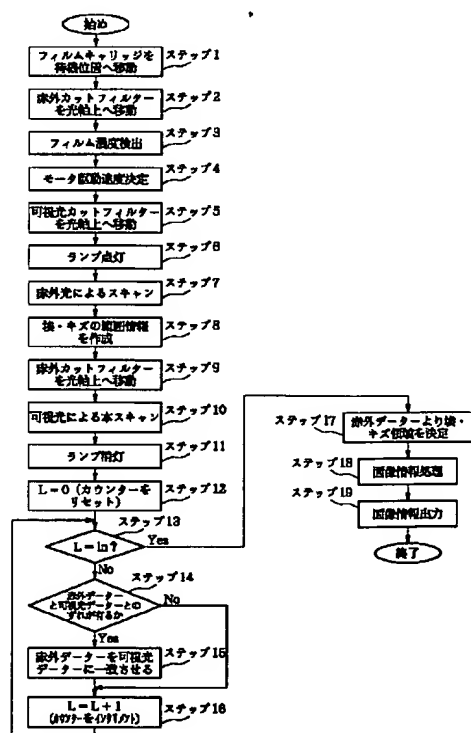 始め
フィルムキャリッジを
待機位置へ移動
ステップ1
赤外カットフィルター
を光軸上へ移動
ステップ2
フィルム濃度検出
ステップ3
モータ駆動速度決定
ステップ4
可視光カットフィルター
を光軸上へ移動
ステップ5
ランプ点灯
ステップ6
赤外光によるスキャン
ステップ7
埃・キズの範囲情報
を作成
ステップ8
赤外カットフィルター
を光軸上へ移動
ステップ9
可視光による本スキャン
ステップ10
ランプ消灯
ステップ11
L=0(カウンターを
リセット)
ステップ12
L=ln?
ステップ13
Yes
No
赤外データー
と可視光データーとの
ずれが有るか
ステップ14
No
Yes
赤外データーを可視光
データーに一致させる
ステップ15
L=L+1
(カウンターをインクリメント)
ステップ16
赤外データーより埃・
キズ領域を決定
ステップ17
画像情報処理
ステップ18
画像情報出力
ステップ19
終了